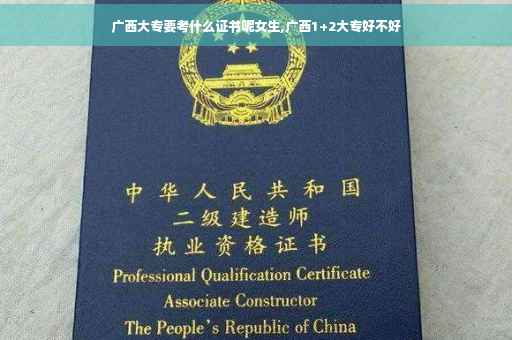 广西大专要考什么证书呢女生,广西1+2大专好不好
中华人民共和国
二级建造师
执业资格证书
Professional Qualification Certificate
Associate Constructor
The People's Republic of China